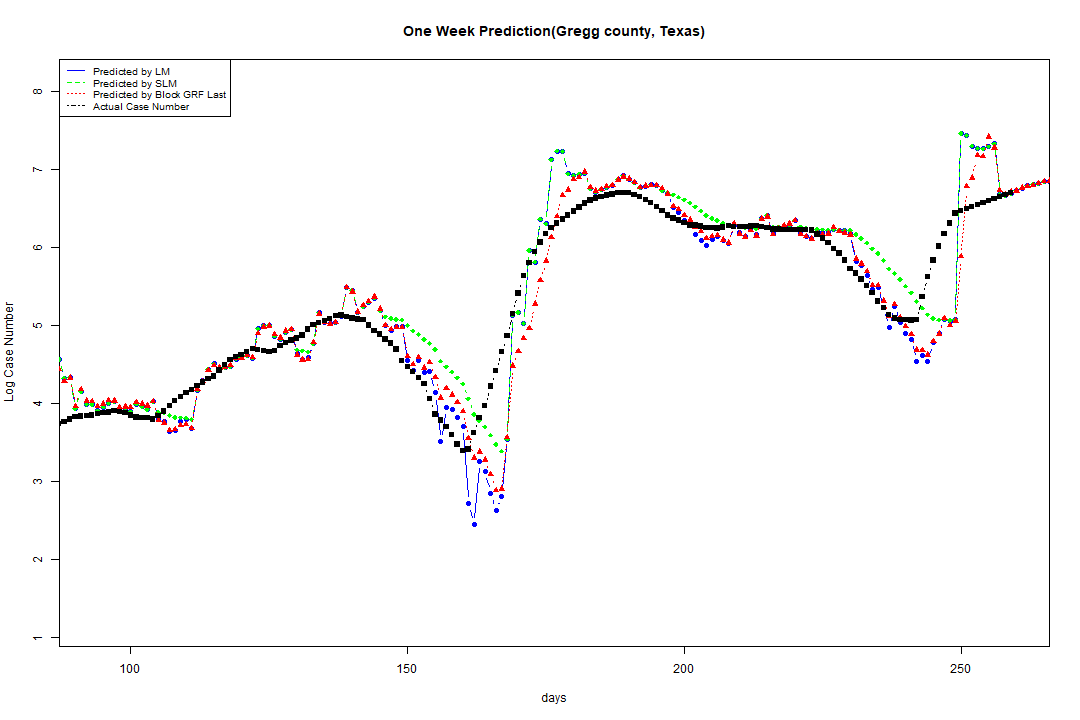 One Week Prediction(Gregg county, Texas)
Predicted by LM
Predicted by SLM
Predicted by Block GRF Last
Actual Case Number
8
7
6
5
4
3
2
1
Log Case Number
100 150 200 250
days